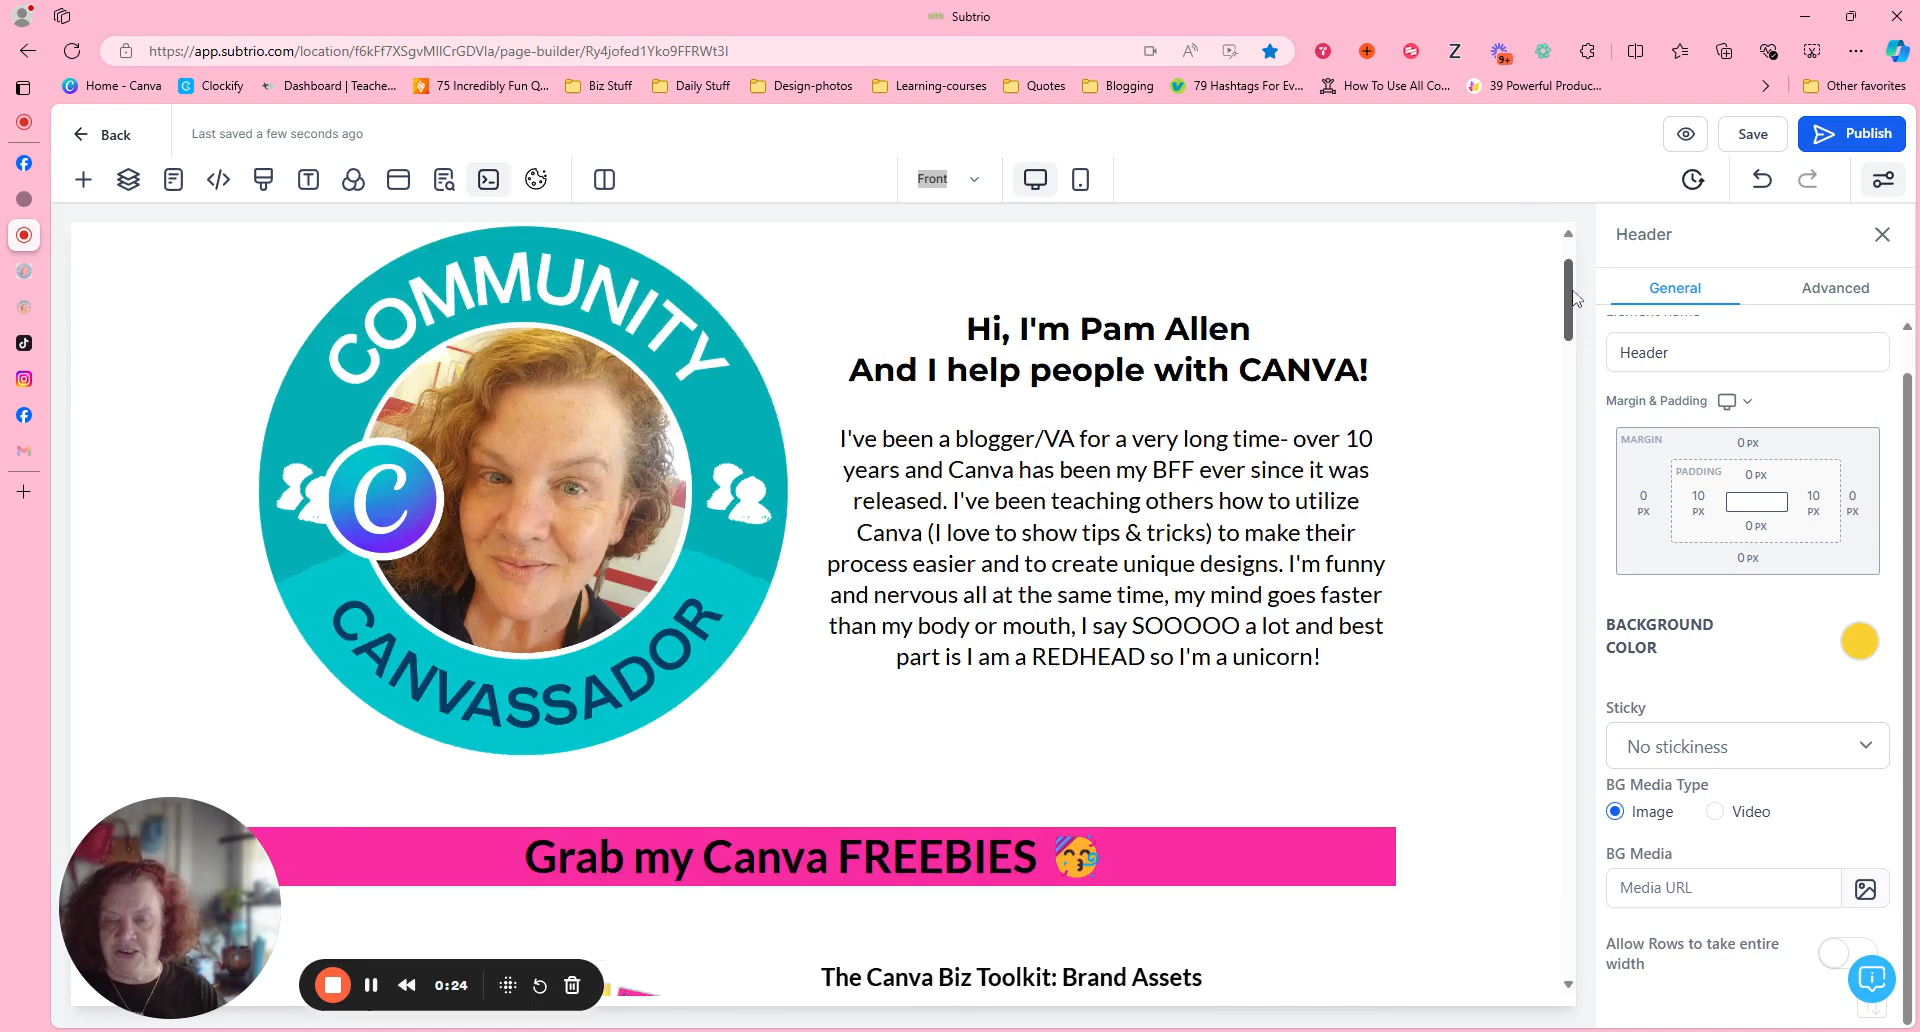 Subtrio
https://app.subtrio.com/location/f6kFf7XSgvMIlCrGDVla/page-builder/Ry4jofed1Yko9FFRWt3l
9+
Home - Canva
Clockify
Dashboard | Teache...
75 Incredibly Fun Q...
Biz Stuff
Daily Stuff
Design-photos
Learning-courses
Quotes
Blogging
79 Hashtags For Ev...
How To Use All Co...
39 Powerful Produc...
Other favorites
Back
Last saved a few seconds ago
Save
Publish
Front
COMMUNITY
C
CANVASSADOR
Hi, I'm Pam Allen
And I help people with CANVA!
I've been a blogger/VA for a very long time- over 10
years and Canva has been my BFF ever since it was
released. I've been teaching others how to utilize
Canva (I love to show tips & tricks) to make their
process easier and to create unique designs. I'm funny
and nervous all at the same time, my mind goes faster
than my body or mouth, I say SOOOOO a lot and best
part is I am a REDHEAD so I'm a unicorn!
Grab my Canva FREEBIES 🥳
The Canva Biz Toolkit: Brand Assets
0:24
Header
General
Advanced
Element name
Header
Margin & Padding
MARGIN
0 PX
PADDING
0 PX
0 PX
10 PX
10 PX
0 PX
0 PX
0 PX
BACKGROUND
COLOR
Sticky
No stickiness
BG Media Type
Image
Video
BG Media
Media URL
Allow Rows to take entire
width